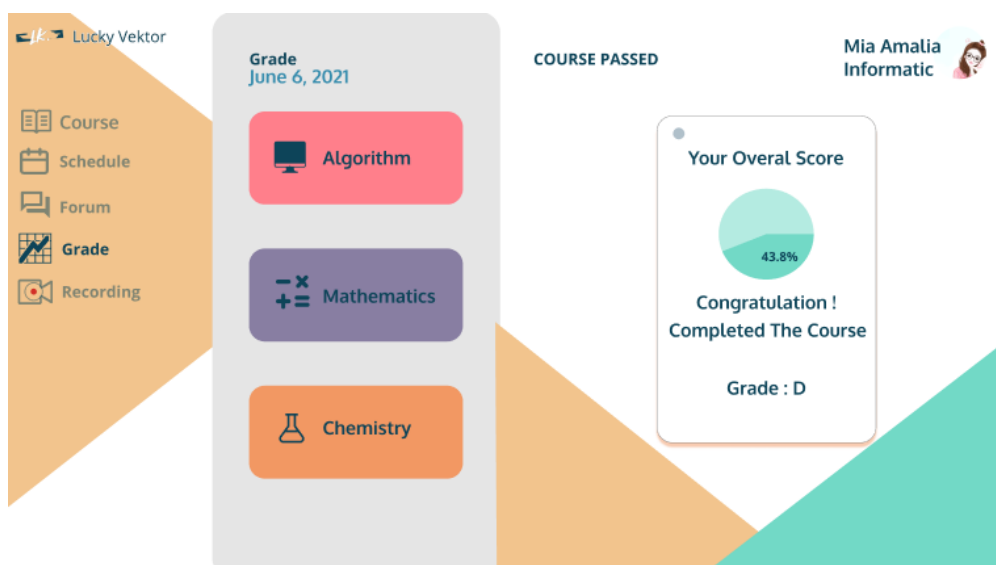 Lucky Vektor
Course
Schedule
Forum
Grade
Recording
Grade
June 6, 2021
Algorithm
Mathematics
Chemistry
COURSE PASSED
Mia Amalia
Informatic
Your Overal Score
43.8%
Congratulation !
Completed The Course
Grade : D